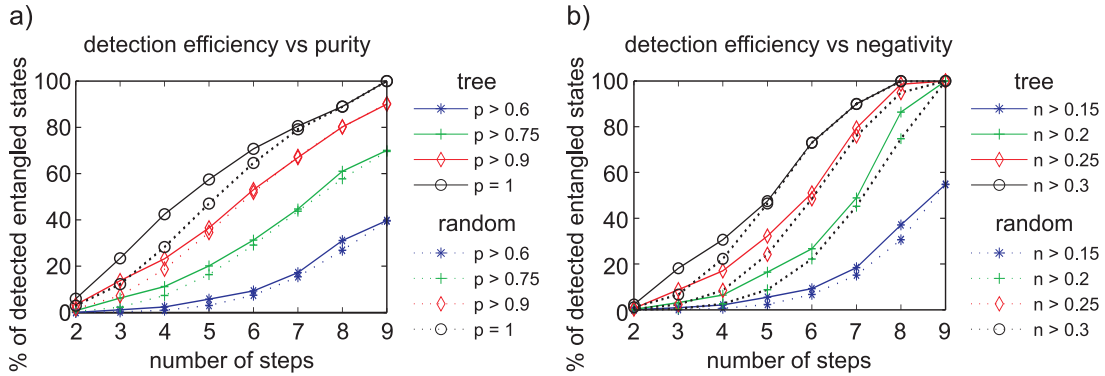 a)
detection efficiency vs purity
% of detected entangled states
100
80
60
40
20
0
2 3 4 5 6 7 8 9
number of steps
tree
p > 0.6
p > 0.75
p > 0.9
p = 1
random
p > 0.6
p > 0.75
p > 0.9
p = 1
b)
detection efficiency vs negativity
% of detected entangled states
100
80
60
40
20
0
2 3 4 5 6 7 8 9
number of steps
tree
n > 0.15
n > 0.2
n > 0.25
n > 0.3
random
n > 0.15
n > 0.2
n > 0.25
n > 0.3